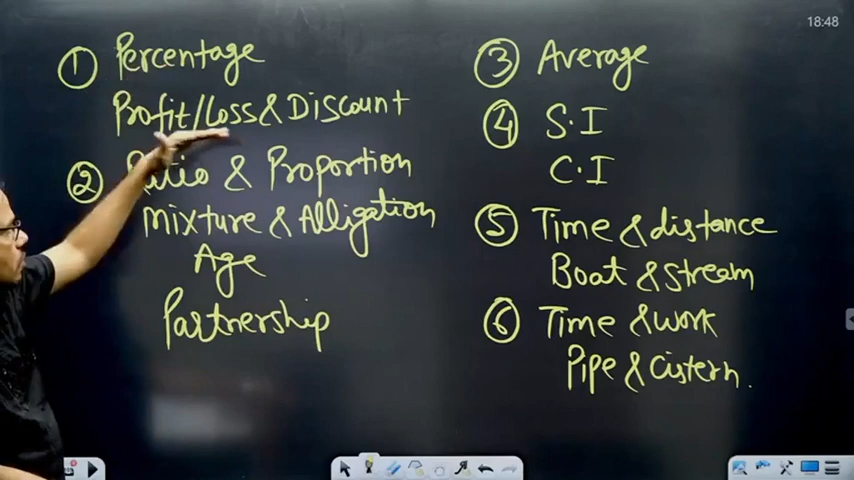 ① Percentage
Profit/Loss & Discount
② Ratio & Proportion
Mixture & Alligation
Age
Partnership
③ Average
④ S.I
C.I
⑤ Time & distance
Boat & Stream
⑥ Time & work
Pipe & Cistern.
18:48